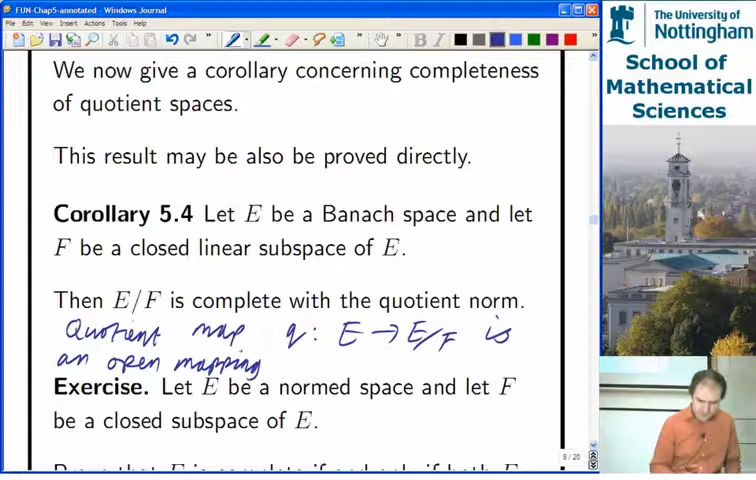 FUN-Chap5-annotated - Windows Journal
File Edit View Insert Actions Tools Help
B I
We now give a corollary concerning completeness
of quotient spaces.
This result may be also be proved directly.
Corollary 5.4 Let E be a Banach space and let
F be a closed linear subspace of E.
Then E/F is complete with the quotient norm.
Quotient map q: E → E/F is
an open mapping
Exercise. Let E be a normed space and let F
be a closed subspace of E.
9 / 20
The University of
Nottingham
School of
Mathematical
Sciences